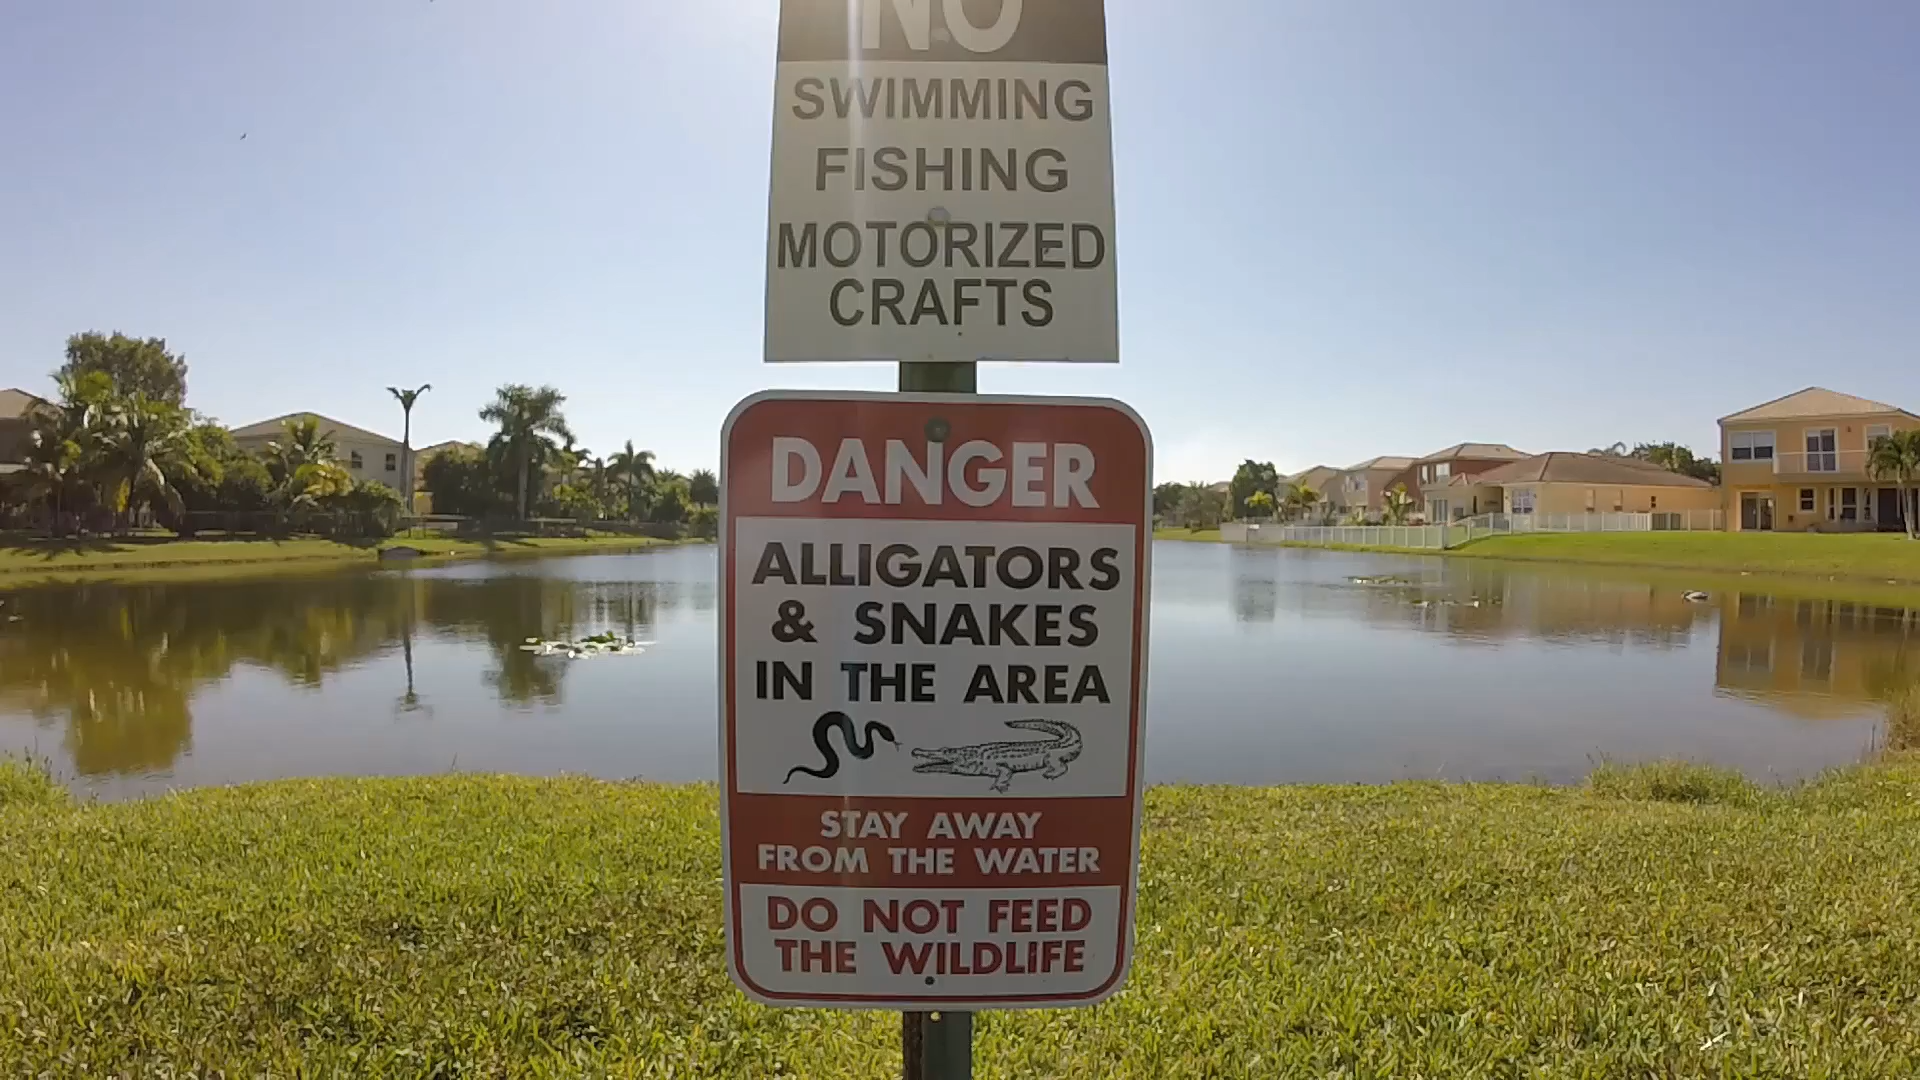 NO
SWIMMING
FISHING
MOTORIZED
CRAFTS
DANGER
ALLIGATORS
& SNAKES
IN THE AREA
STAY AWAY
FROM THE WATER
DO NOT FEED
THE WILDLIFE